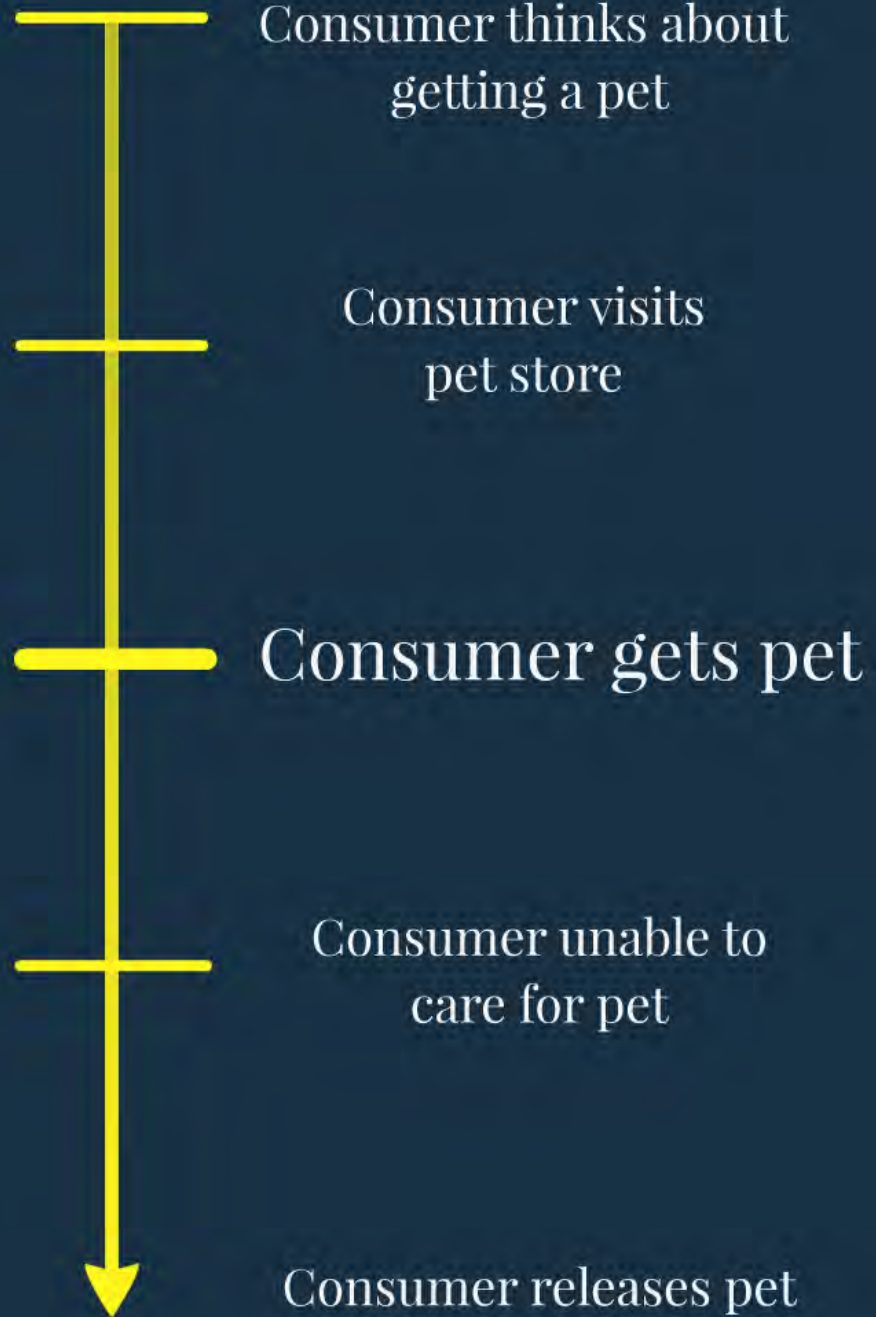 Consumer thinks about
getting a pet
Consumer visits
pet store
Consumer gets pet
Consumer unable to
care for pet
Consumer releases pet